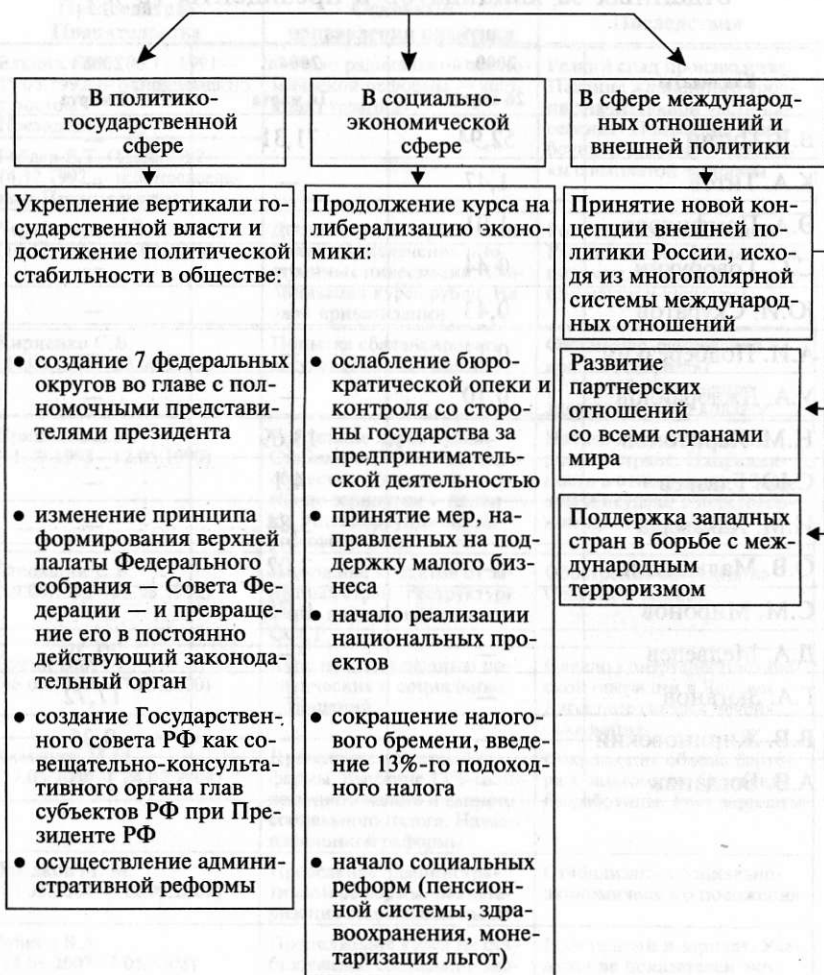 В политико-
государственной
сфере
Укрепление вертикали го-
сударственной власти и
достижение политической
стабильности в обществе:
• создание 7 федеральных
округов во главе с пол-
номочными представи-
телями президента
• изменение принципа
формирования верхней
палаты Федерального
собрания — Совета Фе-
дерации — и превраще-
ние его в постоянно
действующий законода-
тельный орган
• создание Государствен-
ного совета РФ как со-
вещательно-консульта-
тивного органа глав
субъектов РФ при Пре-
зиденте РФ
• осуществление админи-
стративной реформы
В социально-
экономической
сфере
Продолжение курса на
либерализацию эконо-
мики:
• ослабление бюро-
кратической опеки и
контроля со сторо-
ны государства за
предприниматель-
ской деятельностью
• принятие мер, на-
правленных на под-
держку малого биз-
неса
• начало реализации
национальных про-
ектов
• сокращение налого-
вого бремени, введе-
ние 13%-го подоход-
ного налога
• начало социальных
реформ (пенсион-
ной системы, здра-
воохранения, моне-
таризация льгот)
В сфере международ-
ных отношений и
внешней политики
Принятие новой кон-
цепции внешней по-
литики России, исхо-
дя из многополярной
системы международ-
ных отношений
Развитие
партнерских
отношений
со всеми странами
мира
Поддержка западных
стран в борьбе с меж-
дународным
терроризмом